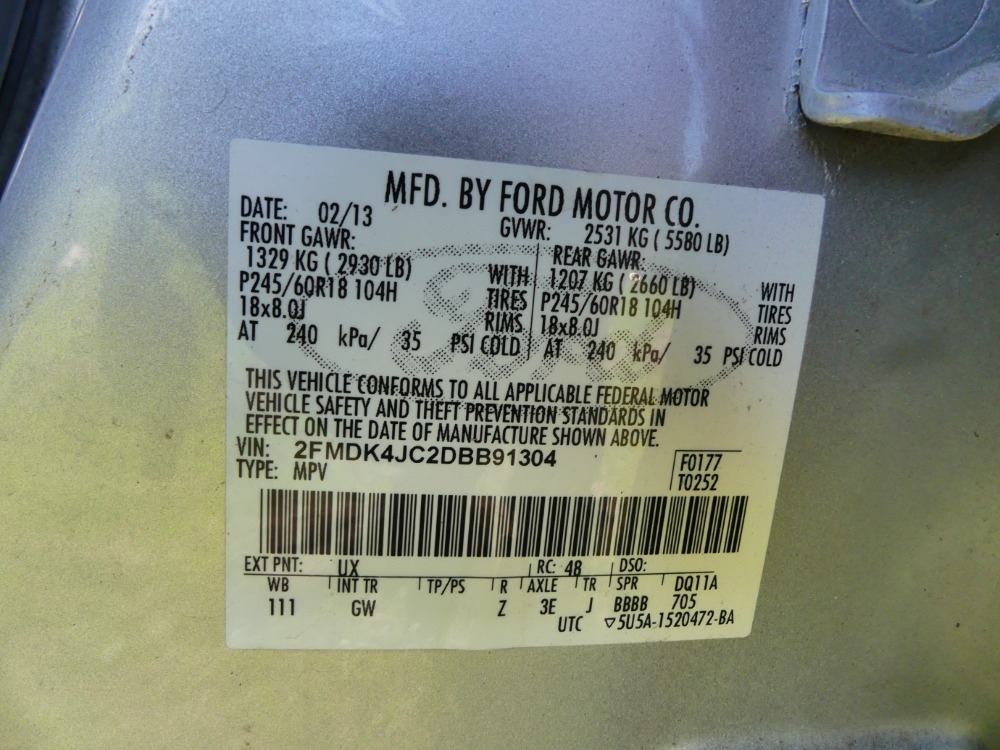 MFD. BY FORD MOTOR CO.
DATE: 02/13 GVWR: 2531 KG ( 5580 LB)
FRONT GAWR: REAR GAWR:
1329 KG ( 2930 LB) WITH 1207 KG ( 2660 LB) WITH
P245/60R18 104H TIRES P245/60R18 104H TIRES
18x8.0J RIMS 18x8.0J RIMS
AT 240 kPa/ 35 PSI COLD AT 240 kPa/ 35 PSI COLD
Ford
THIS VEHICLE CONFORMS TO ALL APPLICABLE FEDERAL MOTOR
VEHICLE SAFETY AND THEFT PREVENTION STANDARDS IN
EFFECT ON THE DATE OF MANUFACTURE SHOWN ABOVE.
VIN: 2FMDK4JC2DBB91304
TYPE: MPV
F0177
T0252
EXT PNT: UX RC: 48 DSO:
WB INT TR TP/PS R AXLE TR SPR DQ11A
111 GW Z 3E J BBBB 705
UTC ▽5U5A-1520472-BA